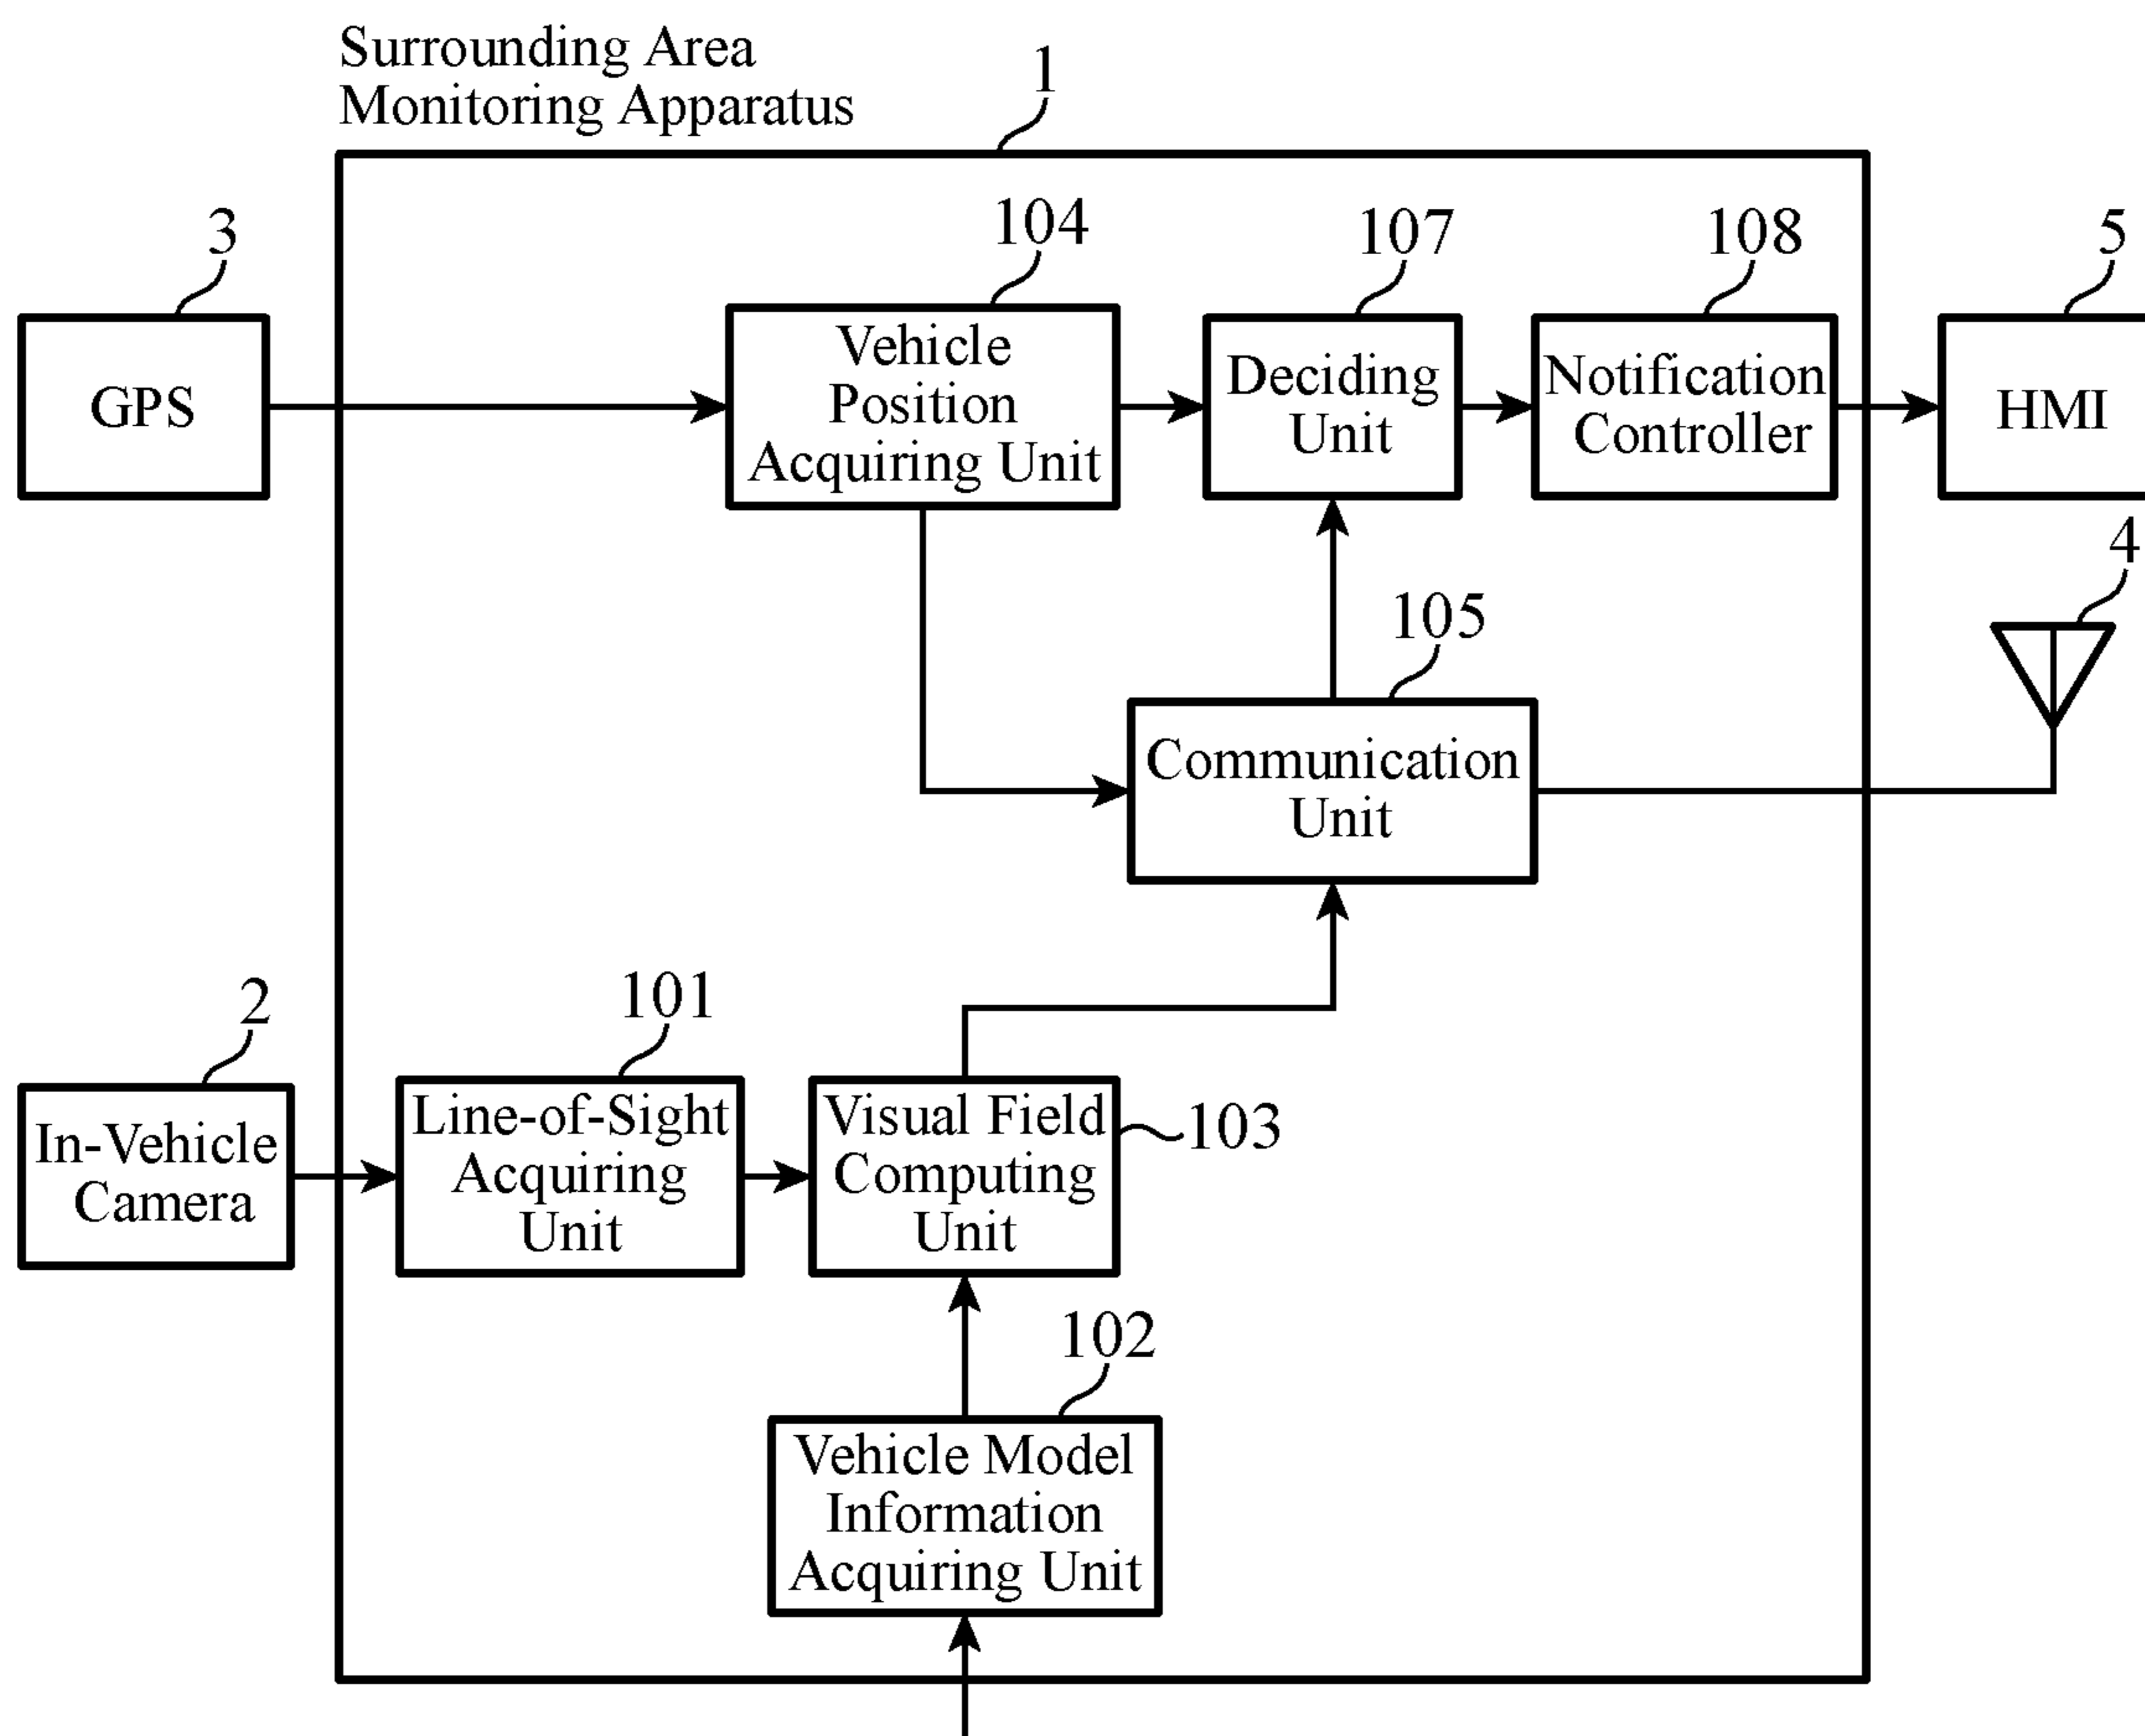 Surrounding Area
Monitoring Apparatus
1
3
104
107
108
5
GPS
Vehicle
Position
Acquiring Unit
Deciding
Unit
Notification
Controller
HMI
4
105
Communication
Unit
2
101
In-Vehicle
Camera
Line-of-Sight
Acquiring
Unit
Visual Field
Computing
Unit
103
102
Vehicle Model
Information
Acquiring Unit